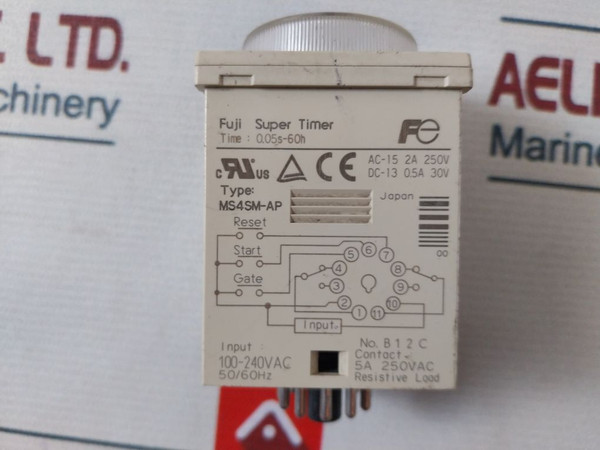 LTD.
chinery
AEL
Marine
Fuji Super Timer
Time : 0.05s-60h
Fe
c RU us
CE
AC-15 2A 250V
DC-13 0.5A 30V
Type:
MS4SM-AP
Japan
Reset
Start
Gate
5 6 7
4 8
3 9
2 10
1 11
00
Input
Input :
100-240VAC
50/60Hz
No. B12C
Contact
5A 250VAC
Resistive Load